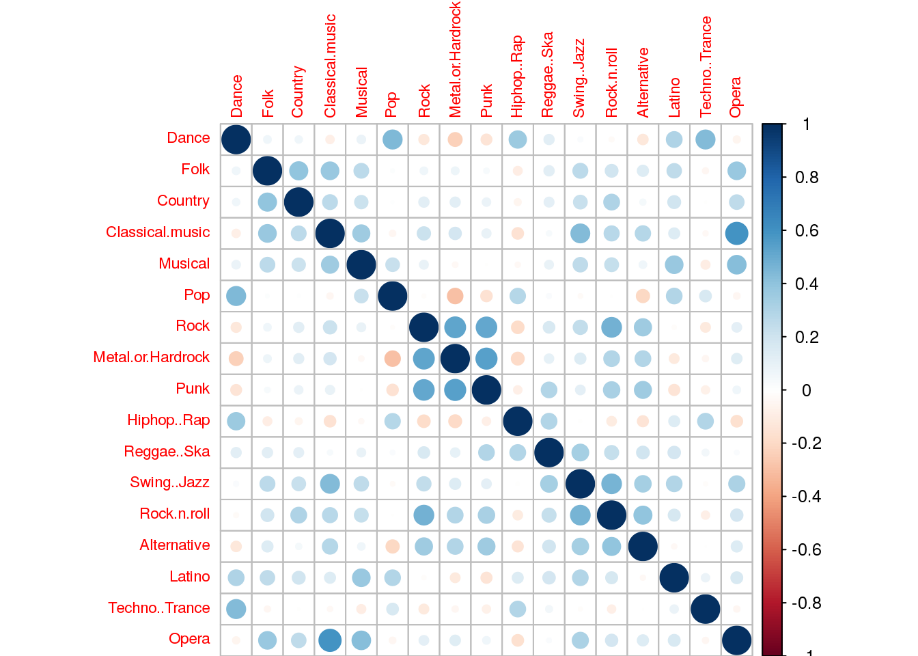 Dance
Folk
Country
Classical.music
Musical
Pop
Rock
Metal.or.Hardrock
Punk
Hiphop..Rap
Reggae..Ska
Swing..Jazz
Rock.n.roll
Alternative
Latino
Techno..Trance
Opera
1
Dance
Folk
0.8
Country
Classical.music
0.6
Musical
0.4
Pop
Rock
0.2
Metal.or.Hardrock
0
Punk
Hiphop..Rap
-0.2
Reggae..Ska
Swing..Jazz
-0.4
Rock.n.roll
Alternative
-0.6
Latino
-0.8
Techno..Trance
Opera
-1